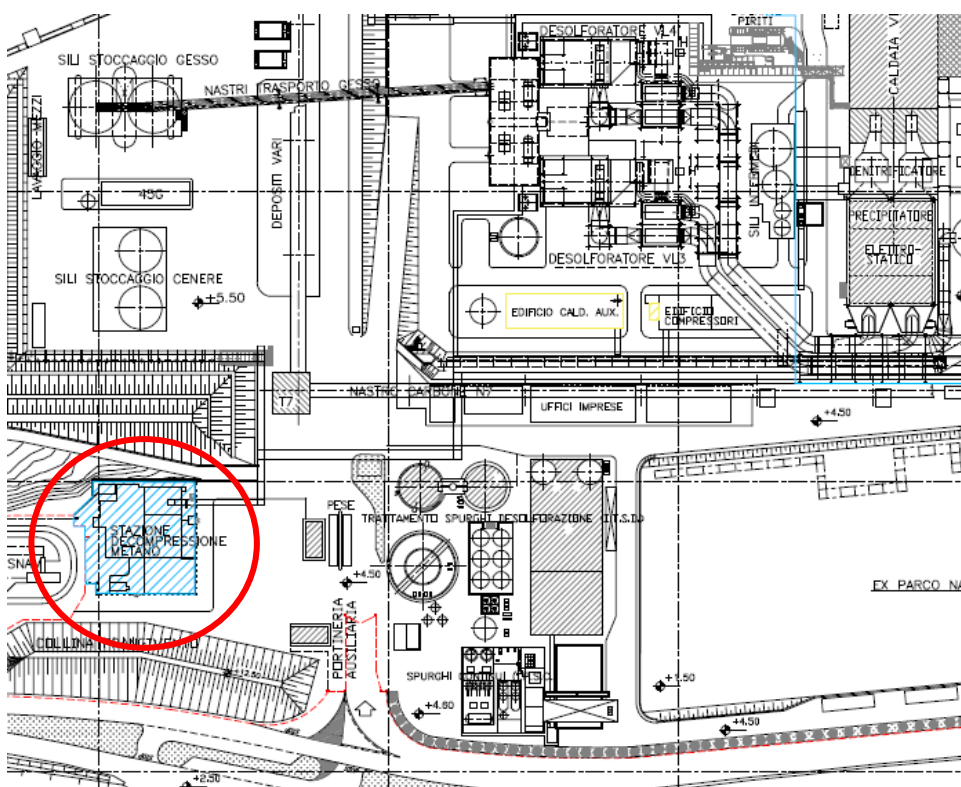 DESOLFORATORE VL4
PIRITI
SILI STOCCAGGIO GESSO
NASTRI TRASPORTO GESSO
CALDAIA
LAVAGGIO MEZZI
DEPOSITI VARI
SILI INTERMEDI
DENITRIFICATORE
PRECIPITATORE
ELETTRO-
STATICO
DESOLFORATORE VL3
SILI STOCCAGGIO CENERE
+5.50
EDIFICIO CALD. AUX.
EDIFICIO
COMPRESSORI
T7
NASTRO CARBONE N7
UFFICI IMPRESE
+4.50
PESE
TRATTAMENTO SPURGHI DESOLFORAZIONE (I.T.S.D.)
STAZIONE
DECOMPRESSIONE
METANO
SNAM
+4.50
EX PARCO NA
PORTINERIA
AUSILIARIA
COLLINA
SPURGHI
+1.50
+4.60
+4.50
+2.50